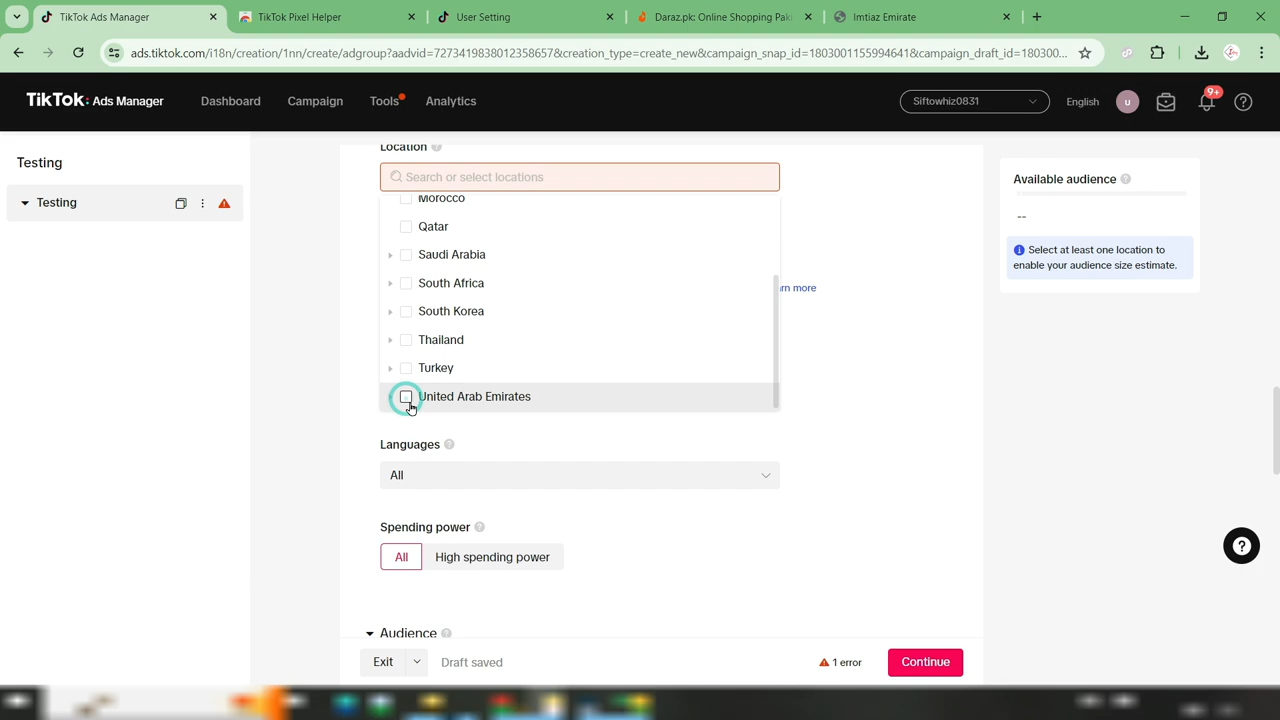 TikTok Ads Manager
TikTok Pixel Helper
User Setting
Daraz.pk: Online Shopping Pak
Imtiaz Emirate
ads.tiktok.com/i18n/creation/1nn/create/adgroup?aadvid=7273419838012358657&creation_type=create_new&campaign_snap_id=1803001155994641&campaign_draft_id=180300...
TikTok: Ads Manager
Dashboard
Campaign
Tools
Analytics
Siftowhiz0831
English
u
9+
Testing
Testing
Location
Search or select locations
Morocco
Qatar
Saudi Arabia
South Africa
South Korea
Thailand
Turkey
United Arab Emirates
rn more
Languages
All
Spending power
All
High spending power
Audience
Exit
Draft saved
1 error
Continue
Available audience
--
Select at least one location to
enable your audience size estimate.